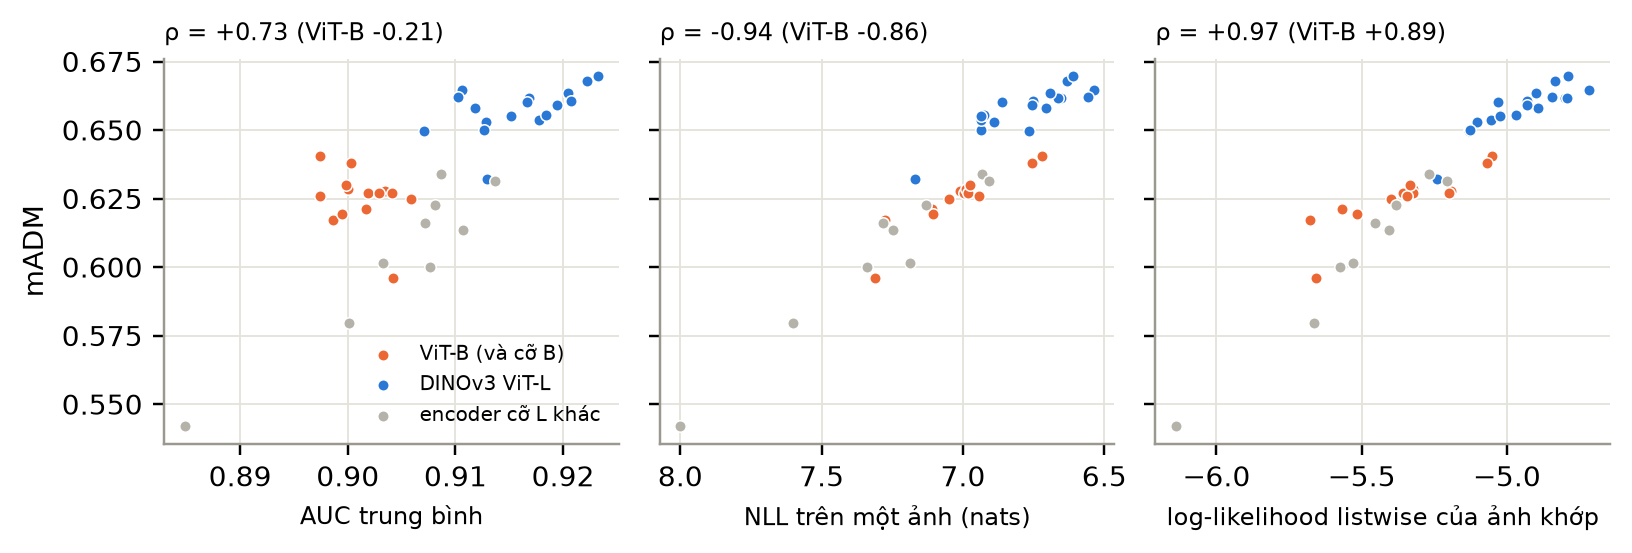 ρ = +0.73 (ViT-B -0.21)
ρ = -0.94 (ViT-B -0.86)
ρ = +0.97 (ViT-B +0.89)
mADM
0.675
0.650
0.625
0.600
0.575
0.550
ViT-B (và cỡ B)
DINOv3 ViT-L
encoder cỡ L khác
0.89 0.90 0.91 0.92
8.0 7.5 7.0 6.5
−6.0 −5.5 −5.0
AUC trung bình
NLL trên một ảnh (nats)
log-likelihood listwise của ảnh khớp